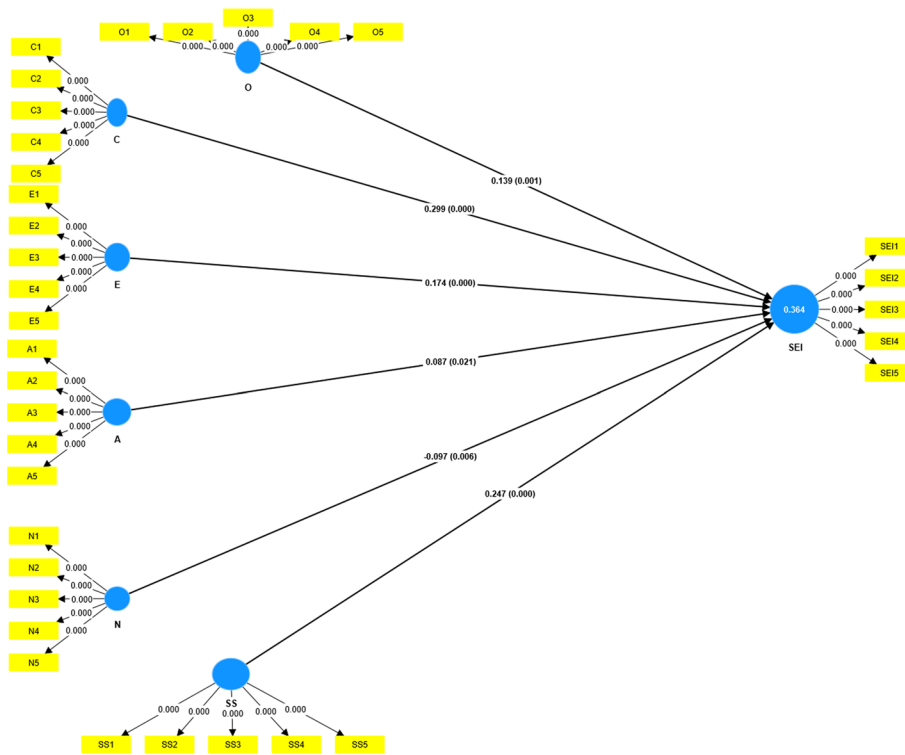 O3
O1 O2 O4 O5
0.000
0.000 0.000 0.000 0.000
O
C1
C2
C3
C4
C5
0.000
0.000
0.000
0.000
0.000
C
0.139 (0.001)
0.299 (0.000)
E1
E2
E3
E4
E5
0.000
0.000
0.000
0.000
0.000
E
0.174 (0.000)
SEI1
SEI2
SEI3
SEI4
SEI5
0.000
0.000
0.000
0.000
0.000
0.364
SEI
A1
A2
A3
A4
A5
0.000
0.000
0.000
0.000
0.000
A
0.087 (0.021)
-0.097 (0.006)
0.247 (0.000)
N1
N2
N3
N4
N5
0.000
0.000
0.000
0.000
0.000
N
SS
0.000 0.000 0.000 0.000 0.000
SS1 SS2 SS3 SS4 SS5